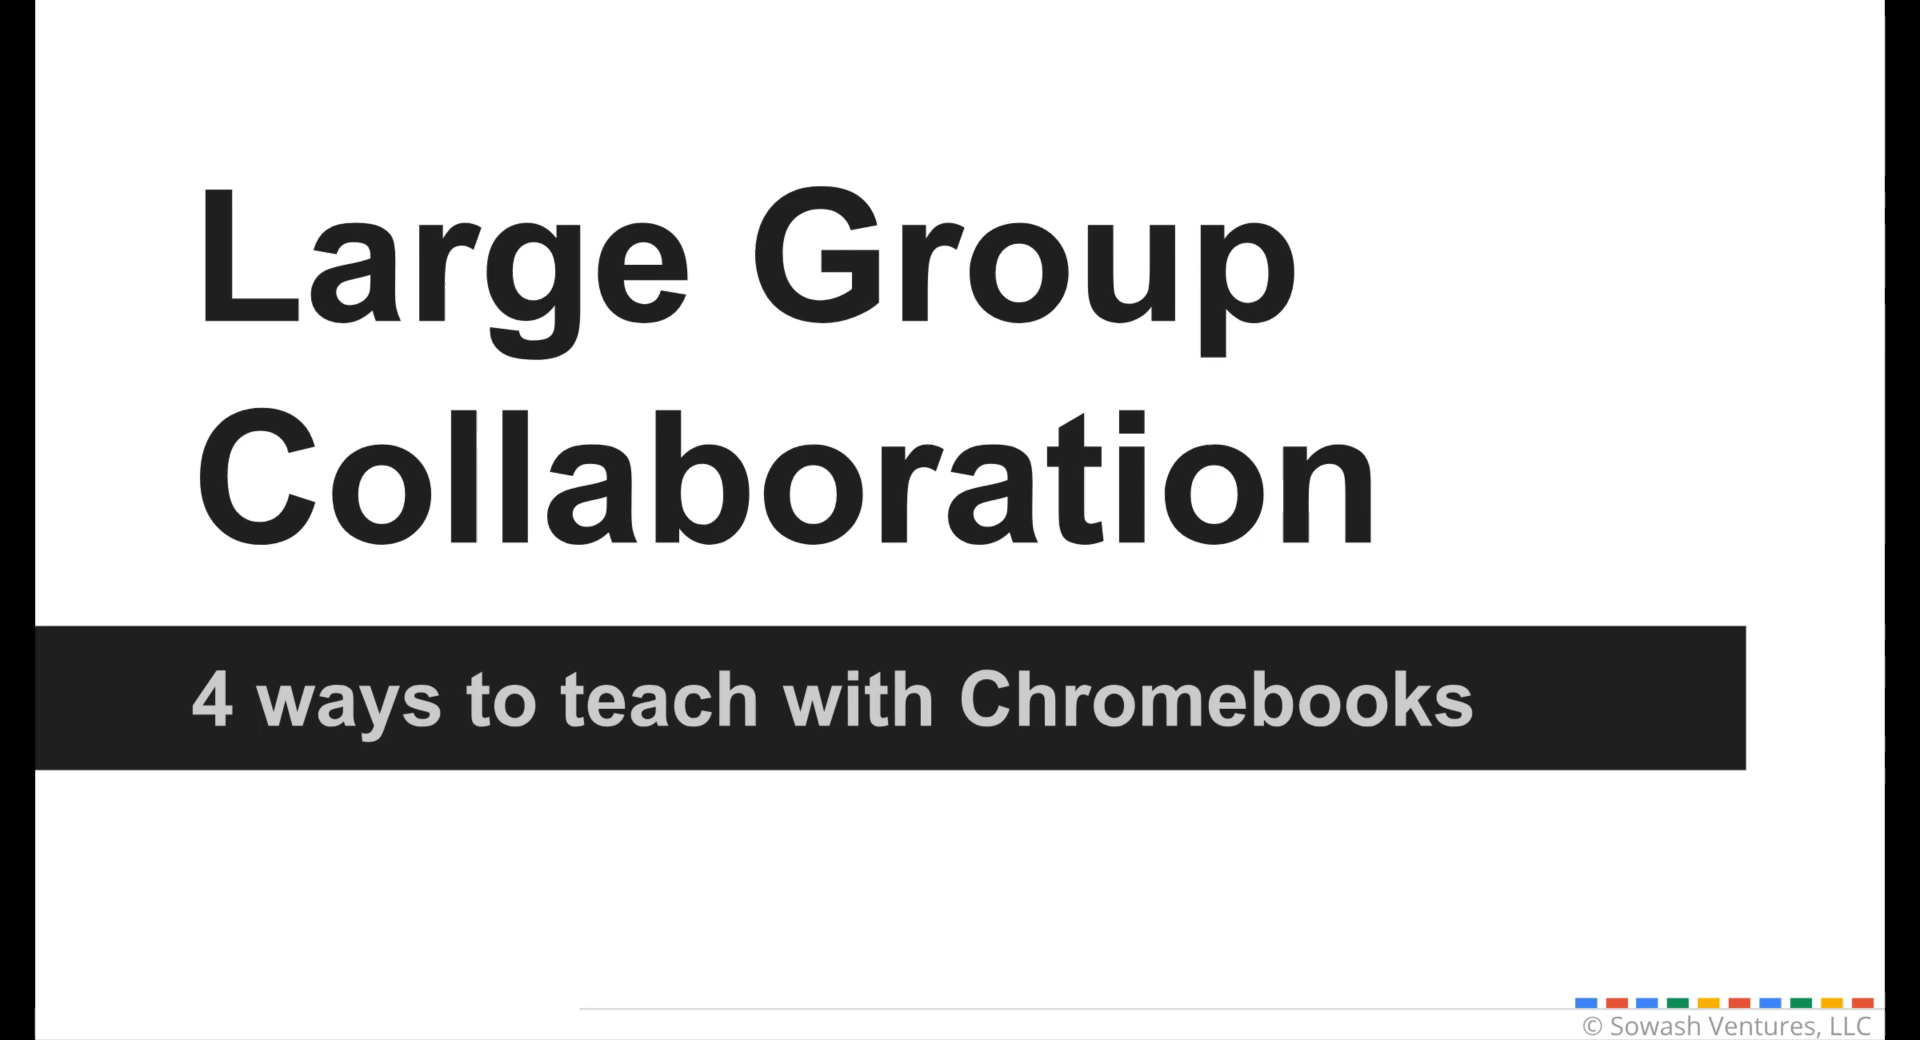 Large Group
Collaboration
4 ways to teach with Chromebooks
© Sowash Ventures, LLC